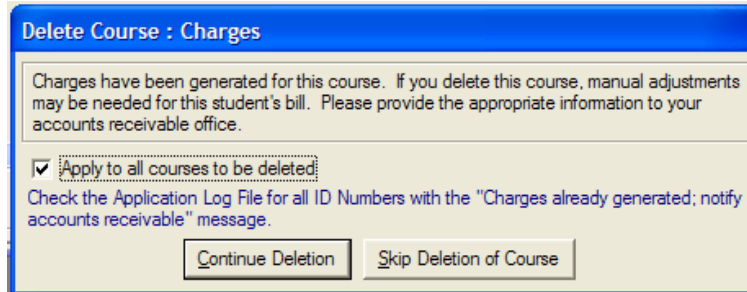 Delete Course : Charges
Charges have been generated for this course.  If you delete this course, manual adjustments
may be needed for this student's bill.  Please provide the appropriate information to your
accounts receivable office.
Apply to all courses to be deleted
Check the Application Log File for all ID Numbers with the "Charges already generated; notify
accounts receivable" message.
Continue Deletion Skip Deletion of Course